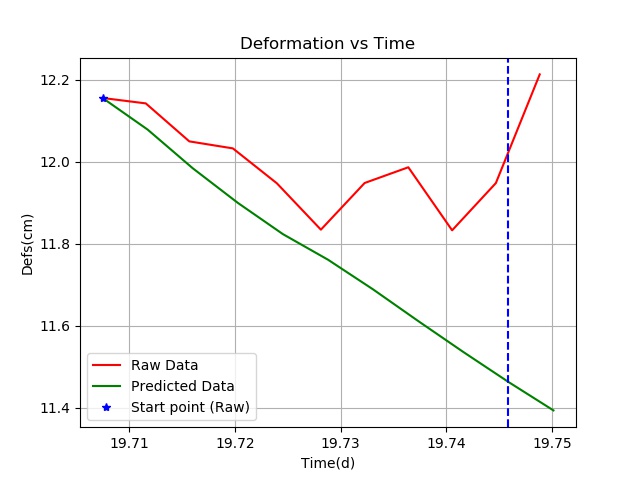 Deformation vs Time
12.2
12.0
11.8
11.6
11.4
Defs(cm)
Raw Data
Predicted Data
Start point (Raw)
19.71 19.72 19.73 19.74 19.75
Time(d)